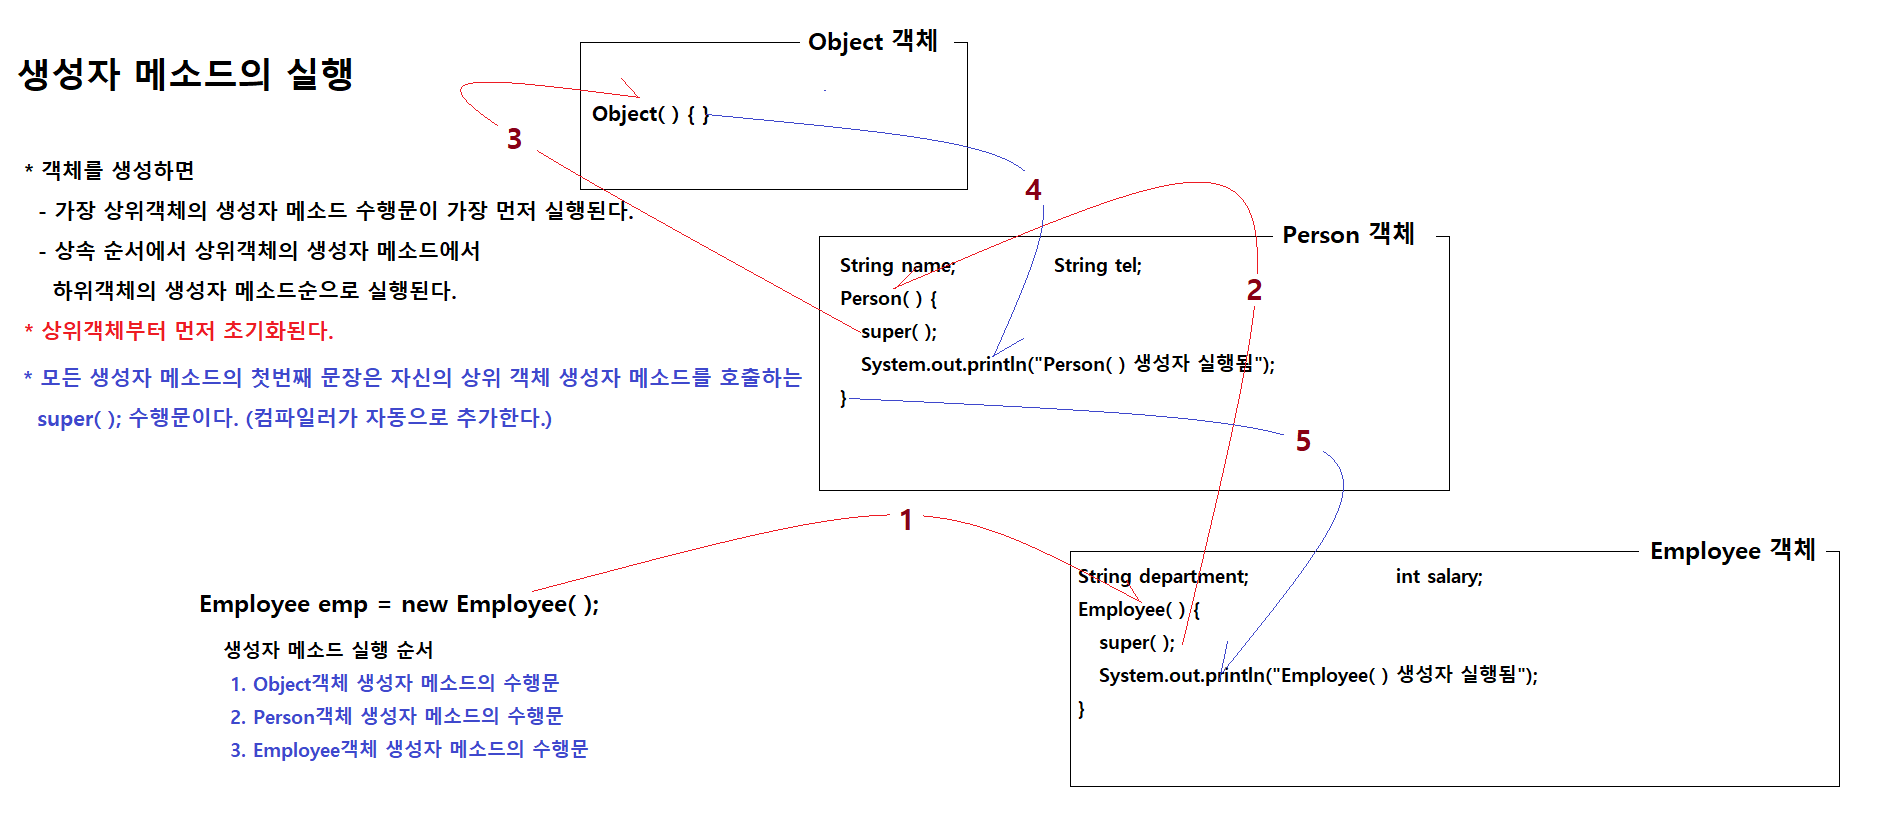 생성자 메소드의 실행
* 객체를 생성하면
- 가장 상위객체의 생성자 메소드 수행문이 가장 먼저 실행된다.
- 상속 순서에서 상위객체의 생성자 메소드에서
하위객체의 생성자 메소드순으로 실행된다.
* 상위객체부터 먼저 초기화된다.
* 모든 생성자 메소드의 첫번째 문장은 자신의 상위 객체 생성자 메소드를 호출하는
super( ); 수행문이다. (컴파일러가 자동으로 추가한다.)
Object 객체
Object( ) { }
3
4
Person 객체
String name; String tel;
Person( ) {
super( );
System.out.println("Person( ) 생성자 실행됨");
}
2
5
1
Employee emp = new Employee( );
생성자 메소드 실행 순서
1. Object객체 생성자 메소드의 수행문
2. Person객체 생성자 메소드의 수행문
3. Employee객체 생성자 메소드의 수행문
Employee 객체
String department; int salary;
Employee( ) {
super( );
System.out.println("Employee( ) 생성자 실행됨");
}